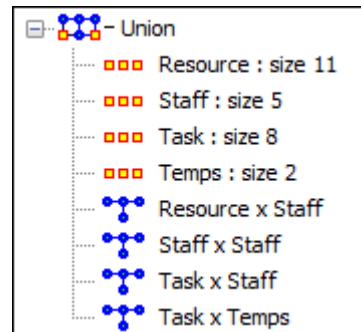 Union
Resource : size 11
Staff : size 5
Task : size 8
Temps : size 2
Resource x Staff
Staff x Staff
Task x Staff
Task x Temps